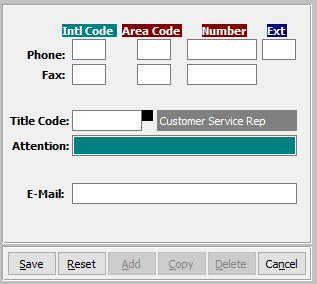 Intl Code Area Code Number Ext
Phone:
Fax:
Title Code: Customer Service Rep
Attention:
E-Mail:
Save Reset Add Copy Delete Cancel